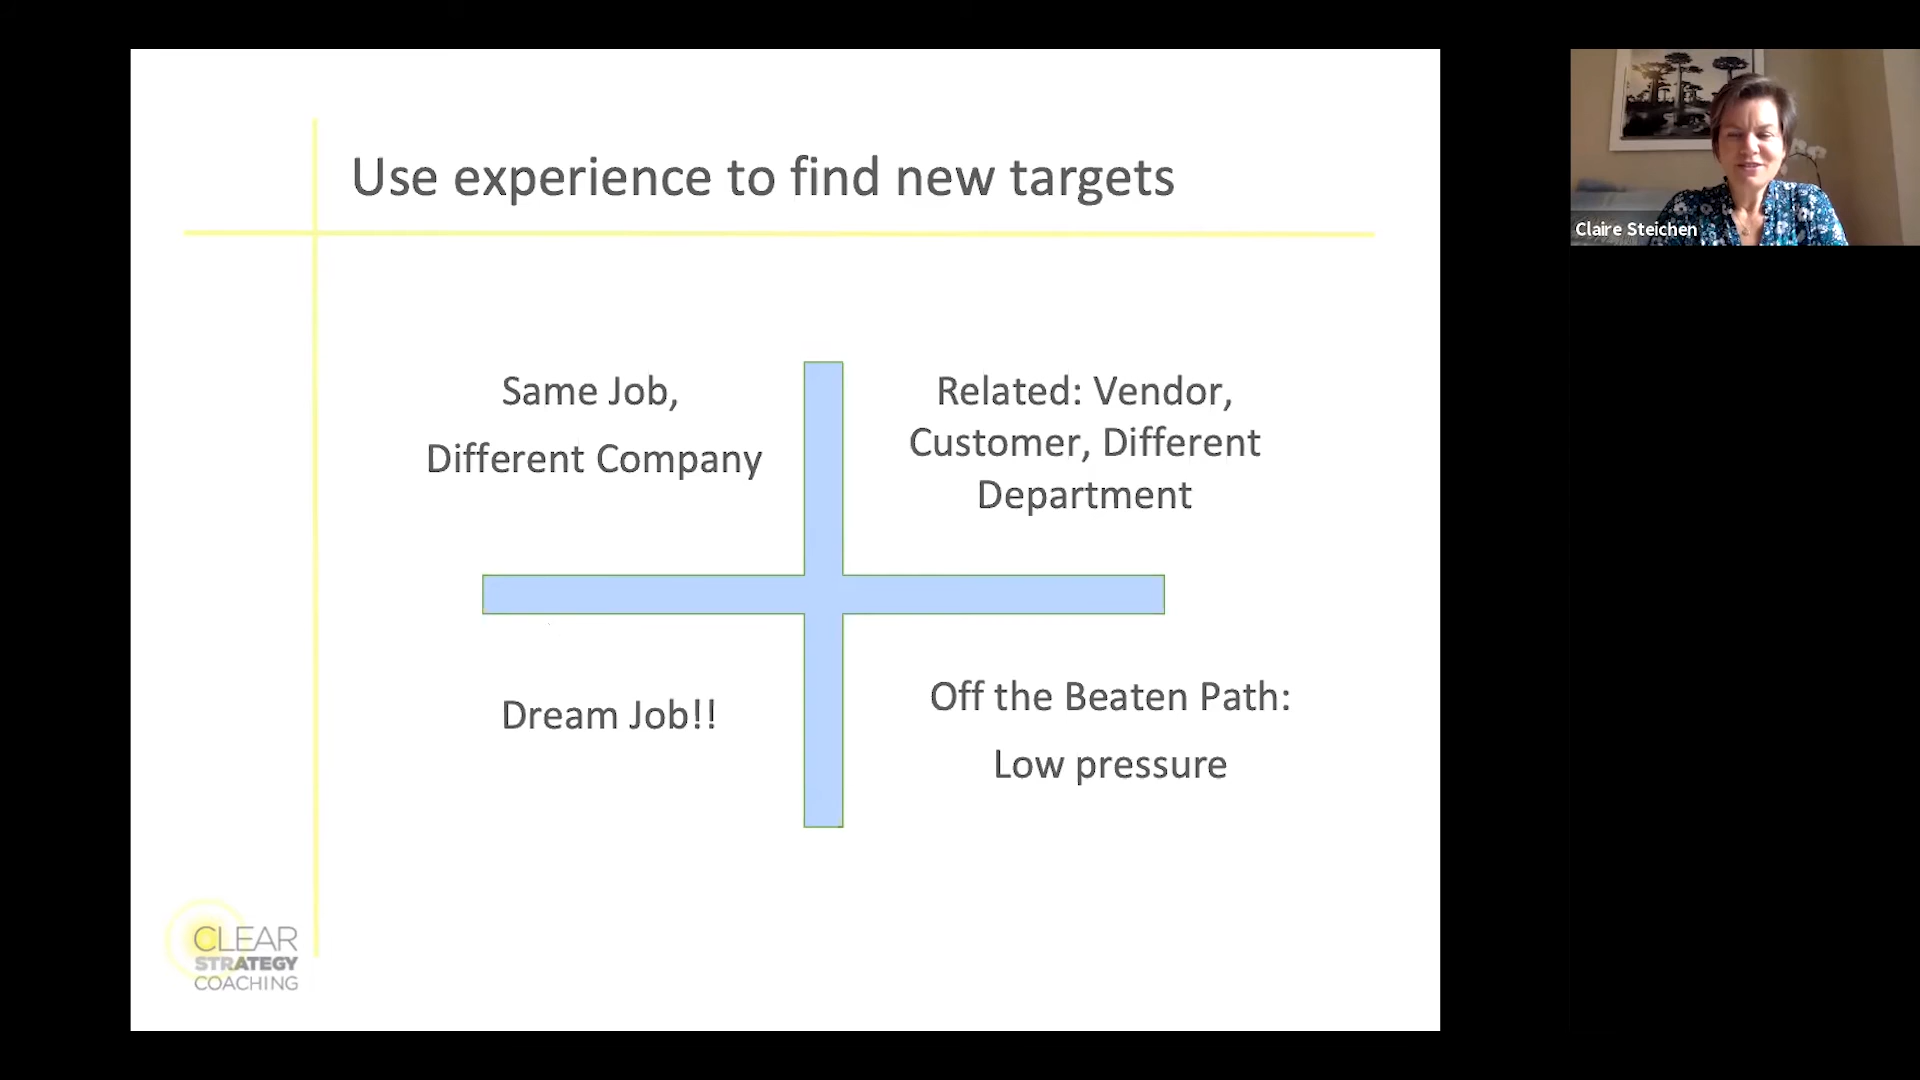 Use experience to find new targets
Same Job,
Different Company
Related: Vendor,
Customer, Different
Department
Dream Job!!
Off the Beaten Path:
Low pressure
CLEAR
STRATEGY
COACHING
Claire Steichen